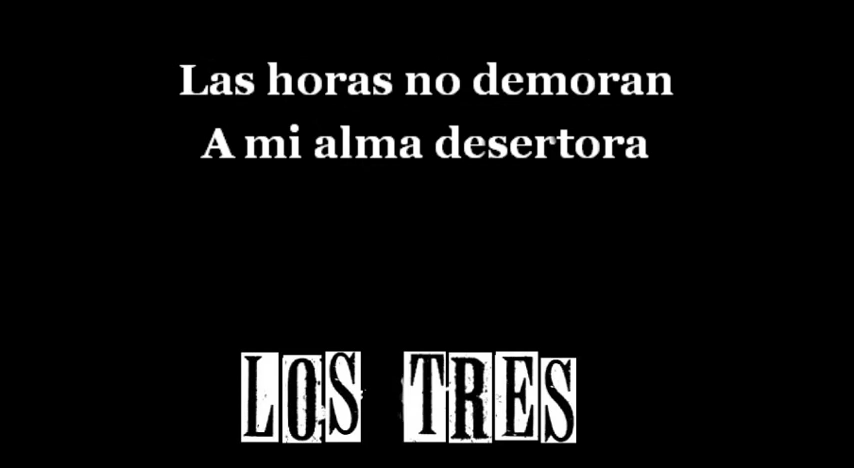 Las horas no demoran
A mi alma desertora
LOS TRES